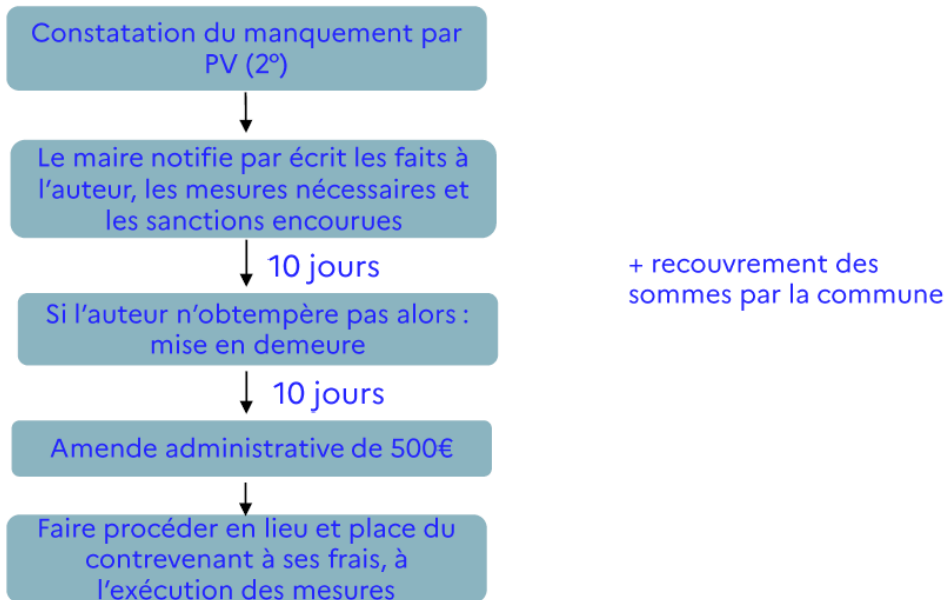 Constatation du manquement par
PV (2°)
Le maire notifie par écrit les faits à
l'auteur, les mesures nécessaires et
les sanctions encourues
10 jours
+ recouvrement des
sommes par la commune
Si l'auteur n'obtempère pas alors :
mise en demeure
10 jours
Amende administrative de 500€
Faire procéder en lieu et place du
contrevenant à ses frais, à
l'exécution des mesures